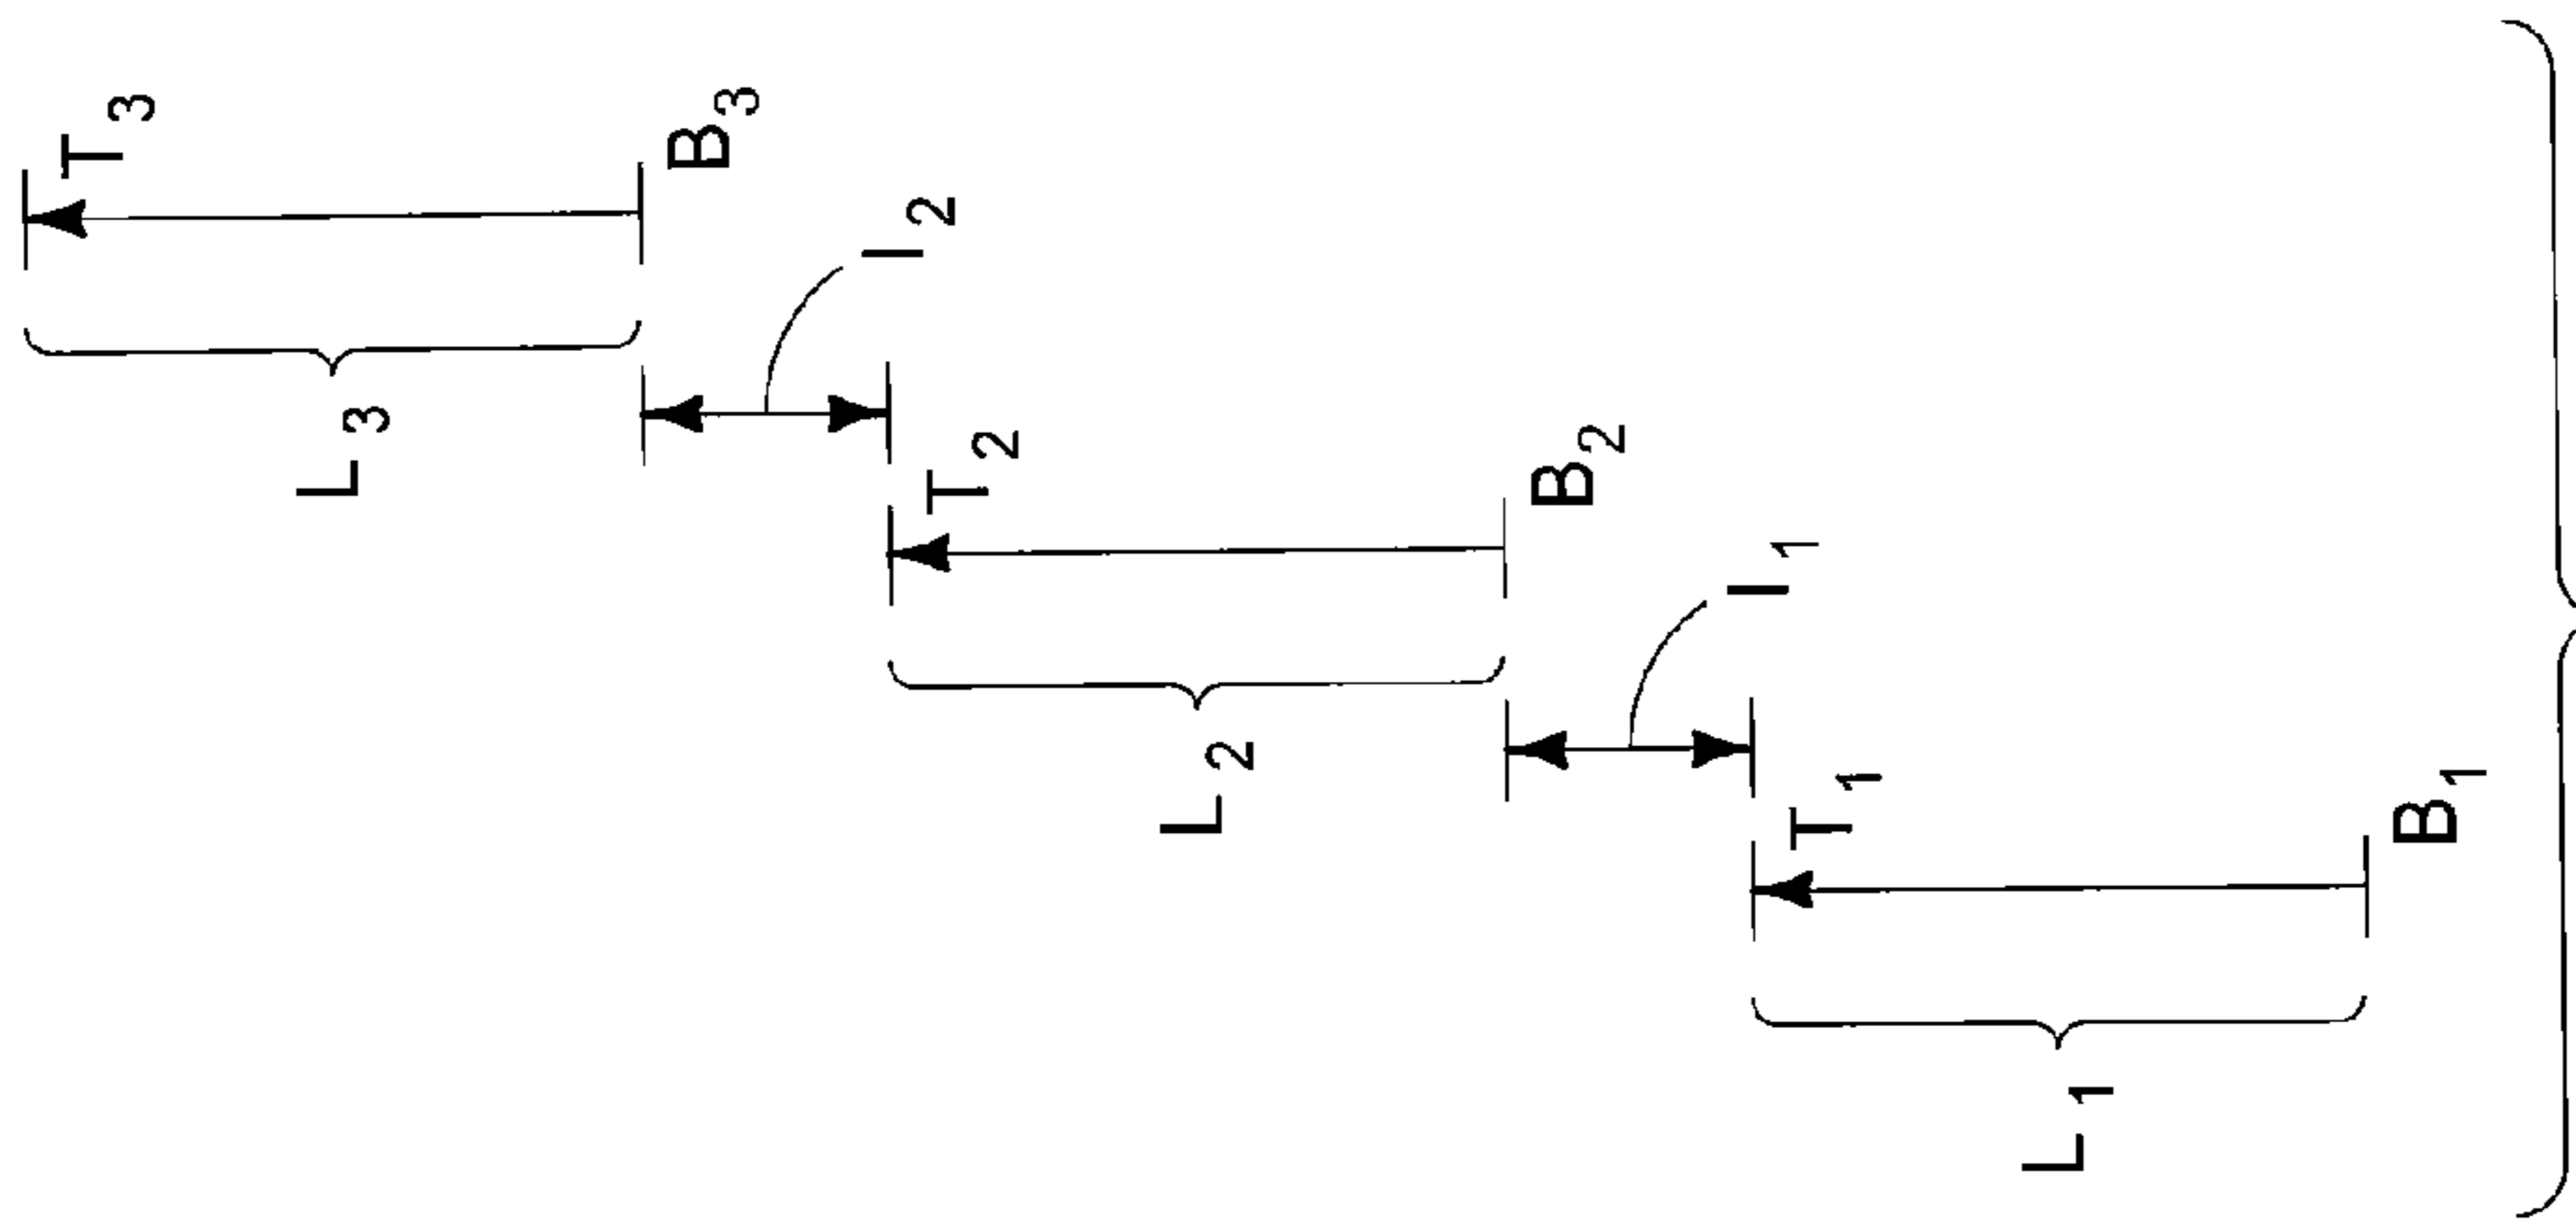 T₃
B₃
L₃
I₂
T₂
B₂
L₂
I₁
T₁
B₁
L₁